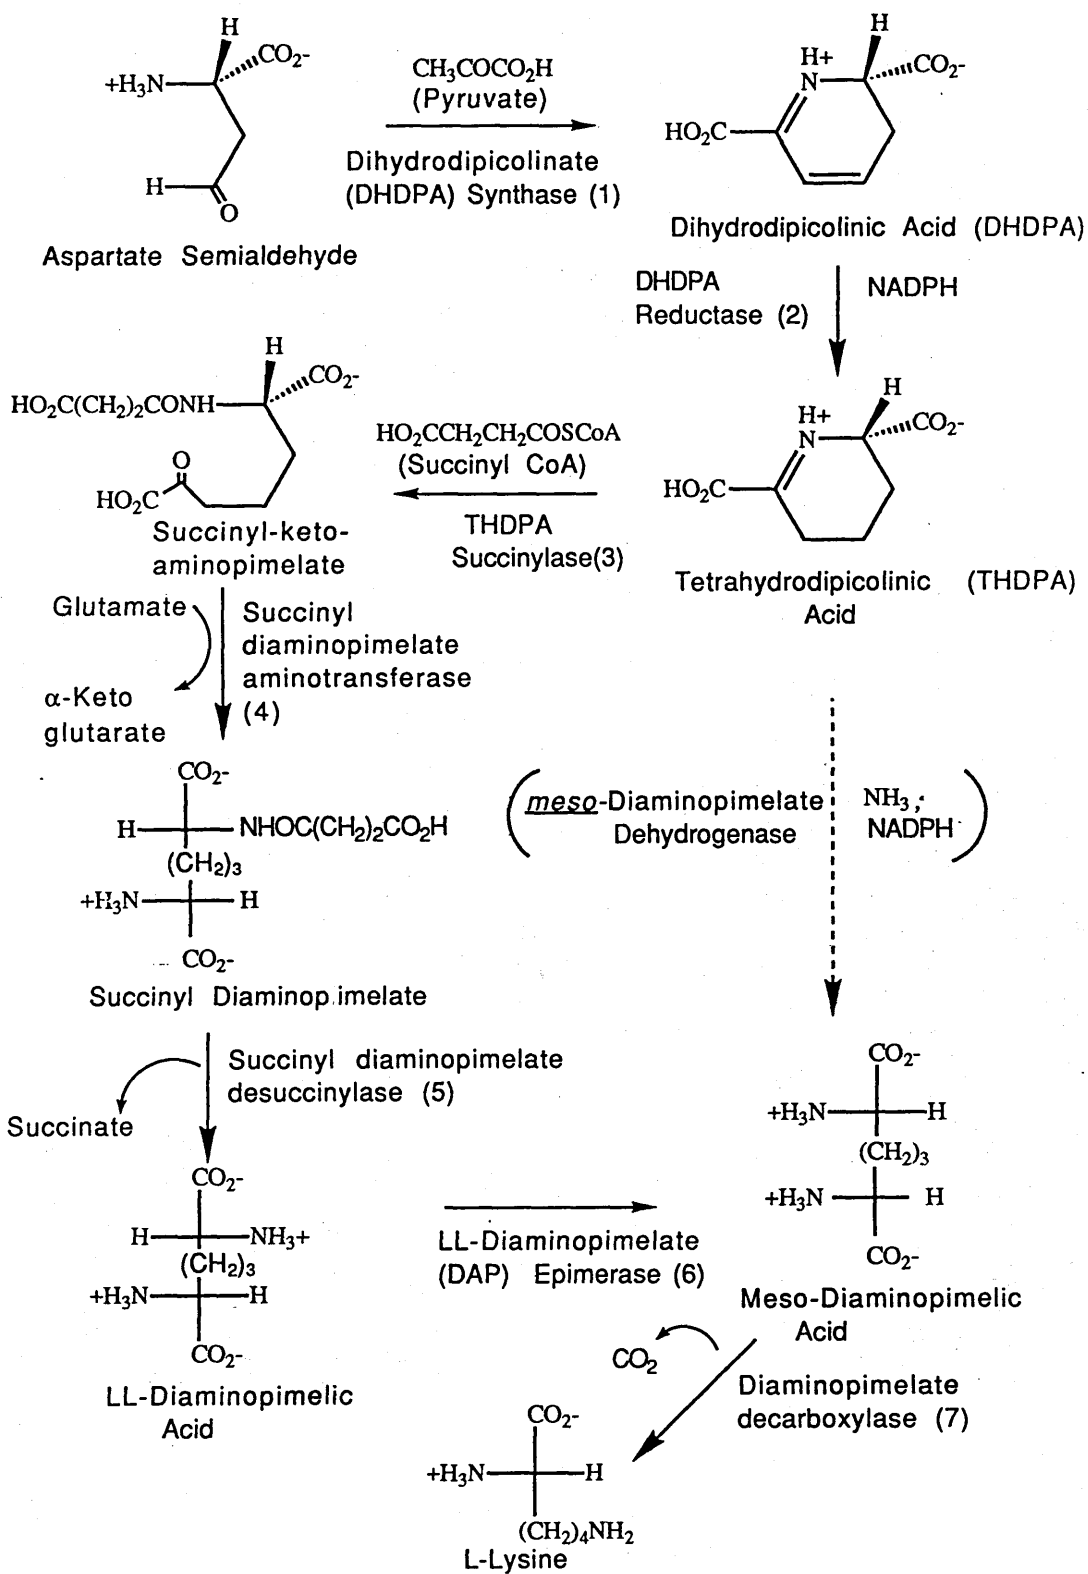 H
CO2-
+H3N
H
O
Aspartate Semialdehyde
CH3COCO2H
(Pyruvate)
Dihydrodipicolinate
(DHDPA) Synthase (1)
H
H+
N
CO2-
HO2C
Dihydrodipicolinic Acid (DHDPA)
DHDPA
Reductase (2)
NADPH
H
H+
N
CO2-
HO2C
Tetrahydrodipicolinic (THDPA)
Acid
HO2CCH2CH2COSCoA
(Succinyl CoA)
THDPA
Succinylase(3)
H
CO2-
HO2C(CH2)2CONH
O
HO2C
Succinyl-keto-
aminopimelate
Glutamate
α-Keto
glutarate
Succinyl
diaminopimelate
aminotransferase
(4)
CO2-
H NHOC(CH2)2CO2H
(CH2)3
+H3N H
CO2-
Succinyl Diaminop.imelate
meso-Diaminopimelate
Dehydrogenase
NH3;
NADPH
Succinyl diaminopimelate
desuccinylase (5)
Succinate
CO2-
H NH3+
(CH2)3
+H3N H
CO2-
LL-Diaminopimelic
Acid
LL-Diaminopimelate
(DAP) Epimerase (6)
CO2-
+H3N H
(CH2)3
+H3N H
CO2-
Meso-Diaminopimelic
Acid
CO2
Diaminopimelate
decarboxylase (7)
CO2-
+H3N H
(CH2)4NH2
L-Lysine